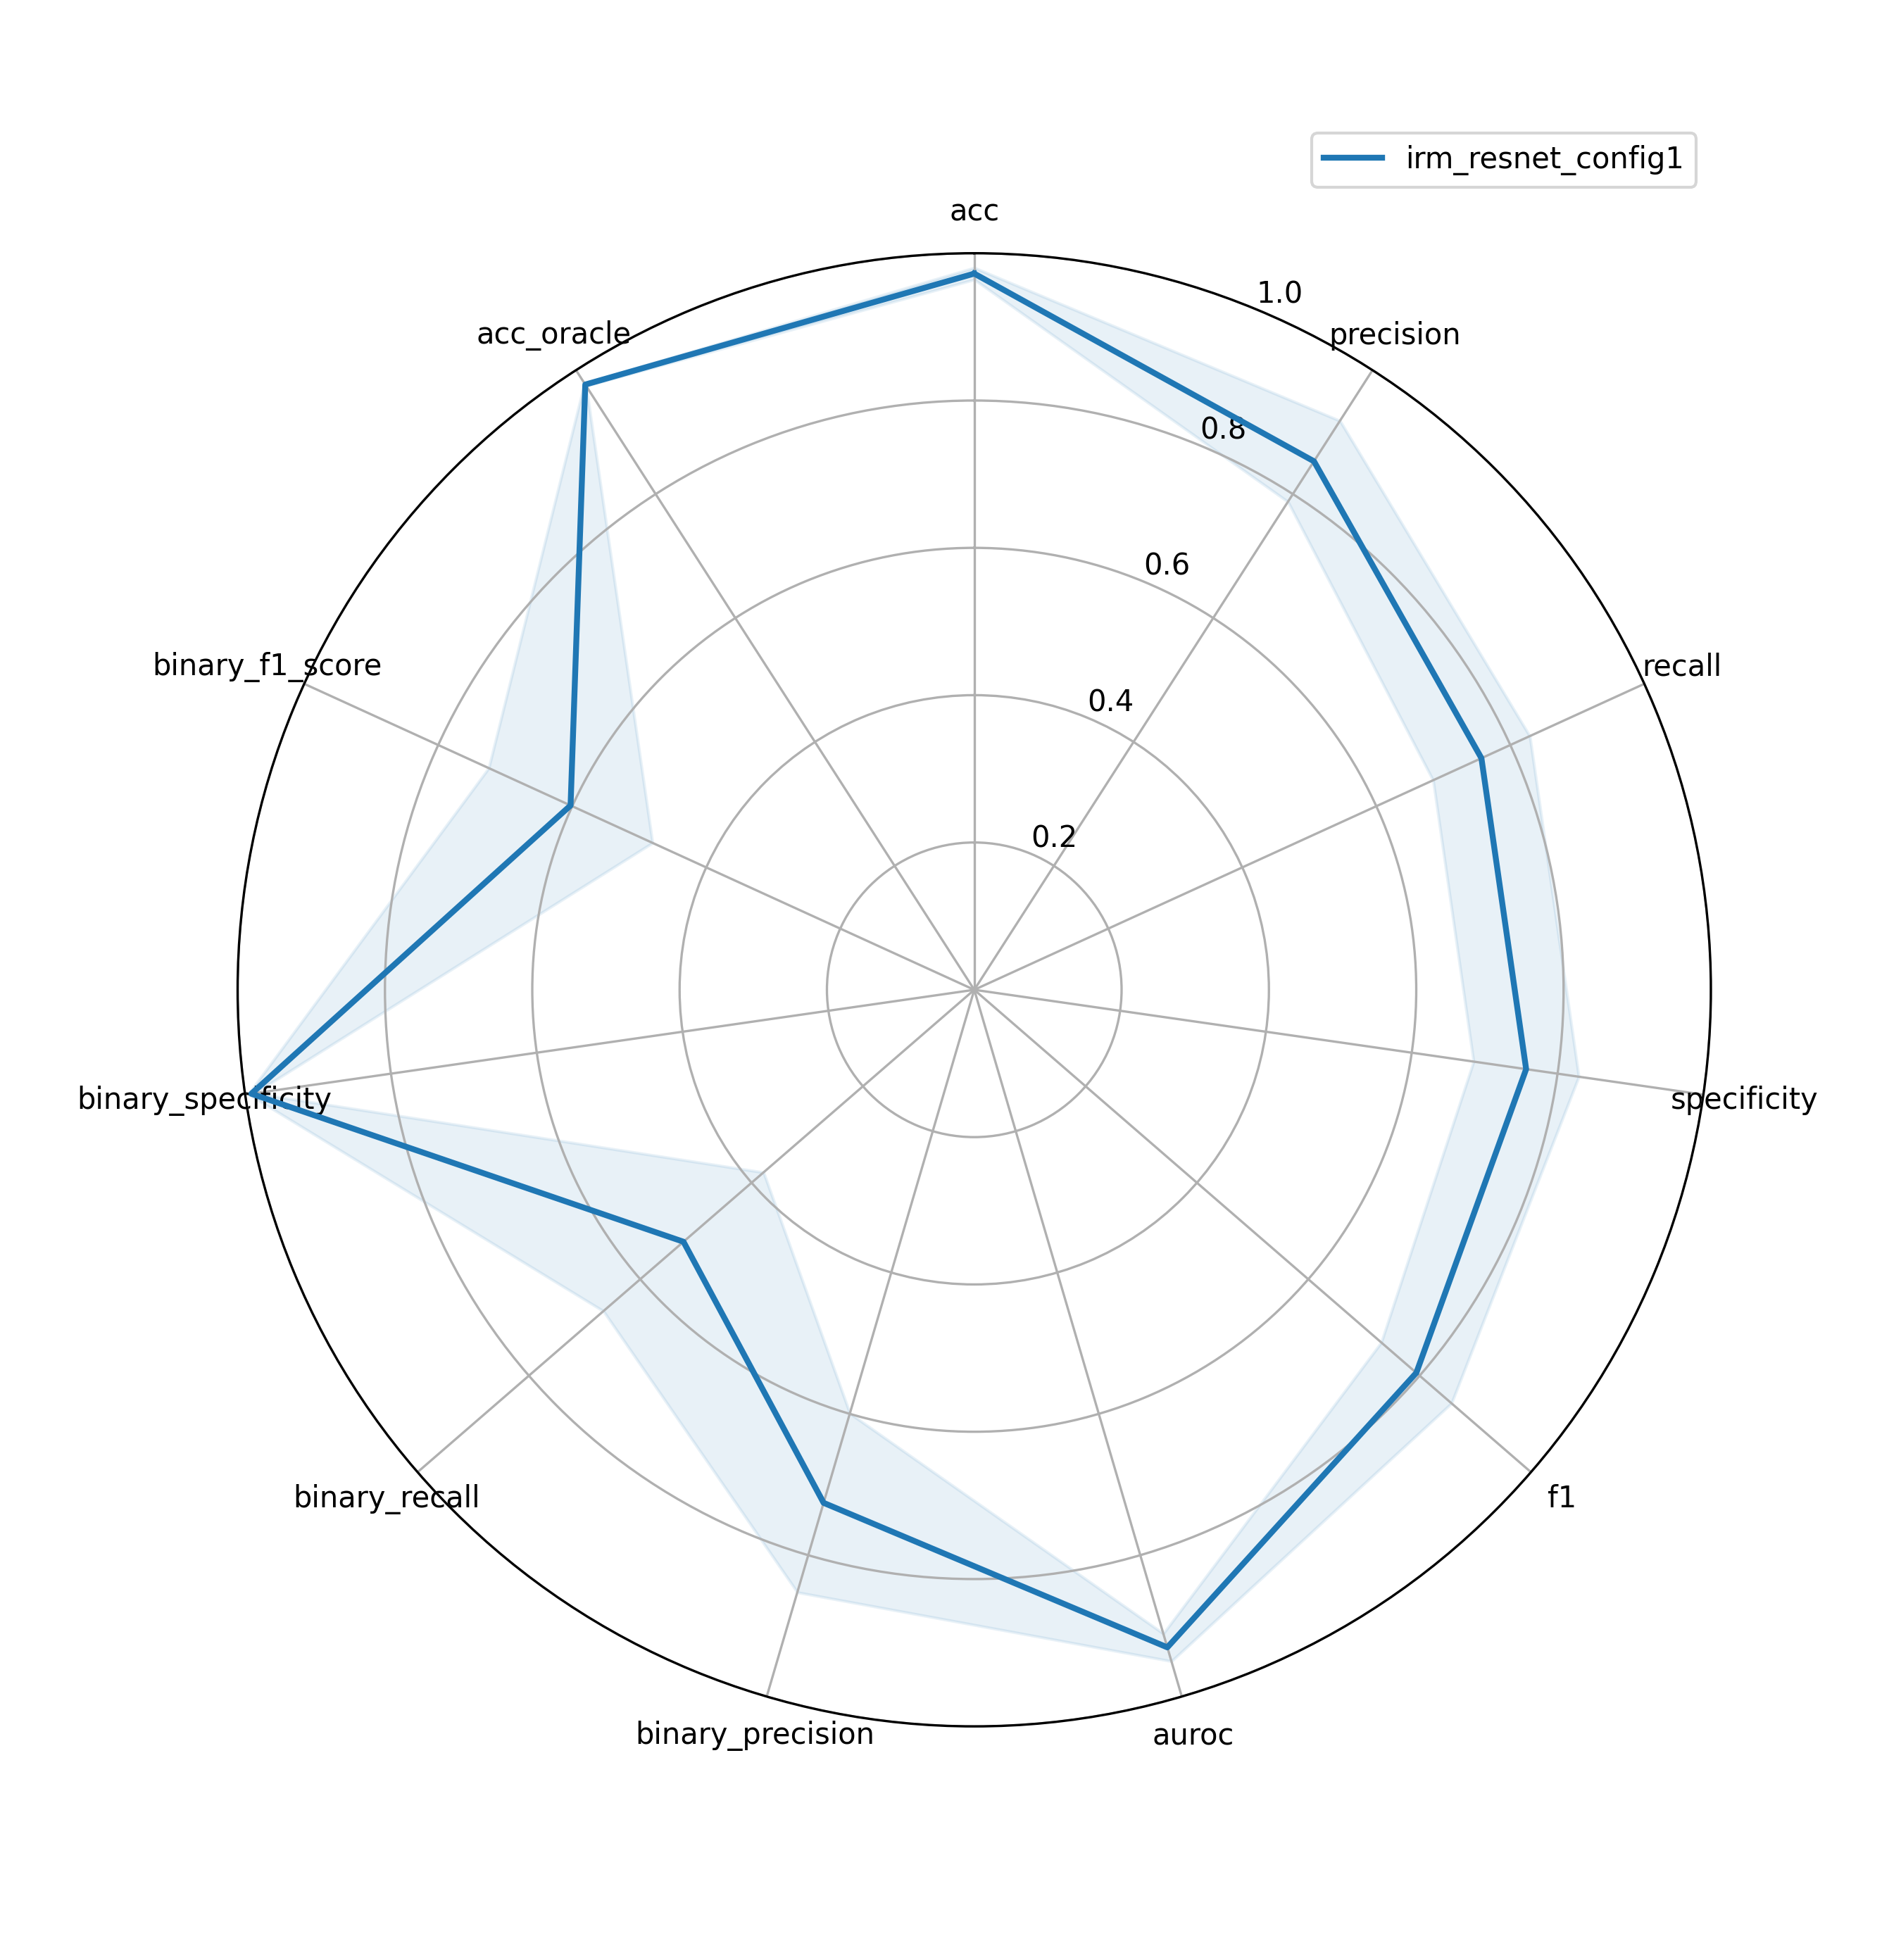 irm_resnet_config1
acc
1.0
acc_oracle
precision
0.8
0.6
binary_f1_score
recall
0.4
0.2
binary_specificity
specificity
binary_recall
f1
binary_precision
auroc